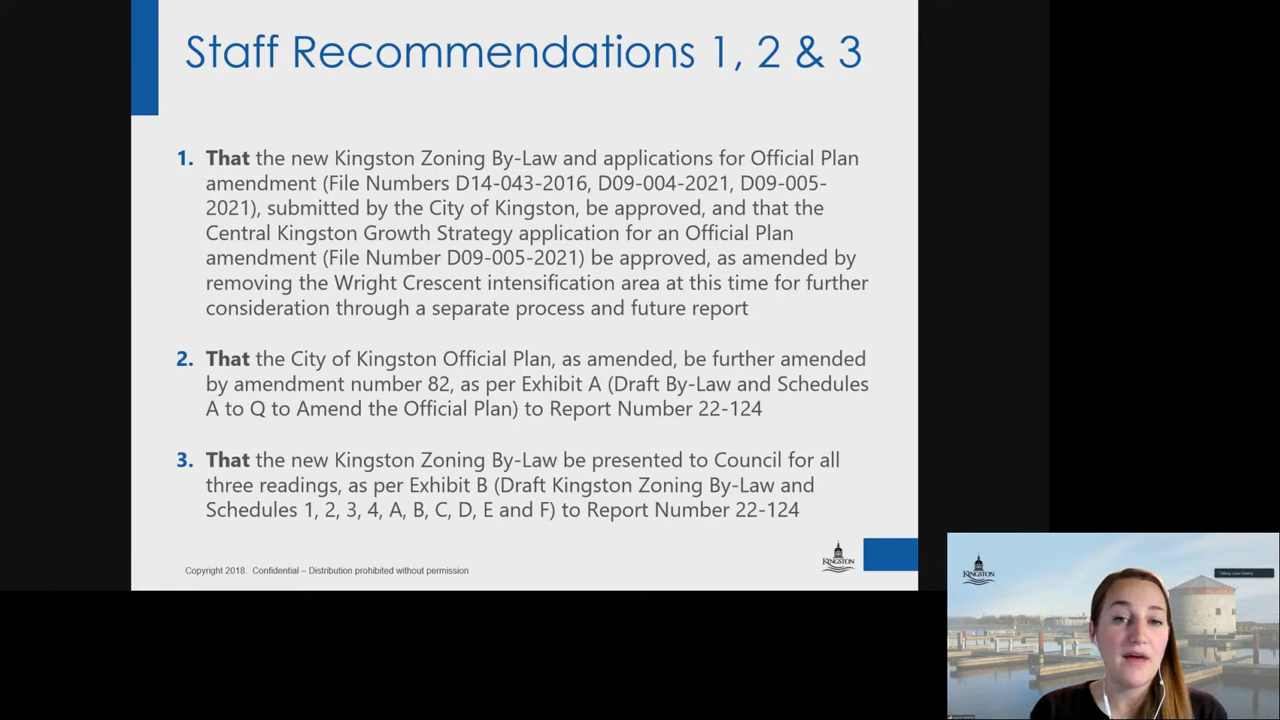 Staff Recommendations 1, 2 & 3
1. That the new Kingston Zoning By-Law and applications for Official Plan
amendment (File Numbers D14-043-2016, D09-004-2021, D09-005-
2021), submitted by the City of Kingston, be approved, and that the
Central Kingston Growth Strategy application for an Official Plan
amendment (File Number D09-005-2021) be approved, as amended by
removing the Wright Crescent intensification area at this time for further
consideration through a separate process and future report
2. That the City of Kingston Official Plan, as amended, be further amended
by amendment number 82, as per Exhibit A (Draft By-Law and Schedules
A to Q to Amend the Official Plan) to Report Number 22-124
3. That the new Kingston Zoning By-Law be presented to Council for all
three readings, as per Exhibit B (Draft Kingston Zoning By-Law and
Schedules 1, 2, 3, 4, A, B, C, D, E and F) to Report Number 22-124
Copyright 2018. Confidential – Distribution prohibited without permission
KINGSTON
KINGSTON